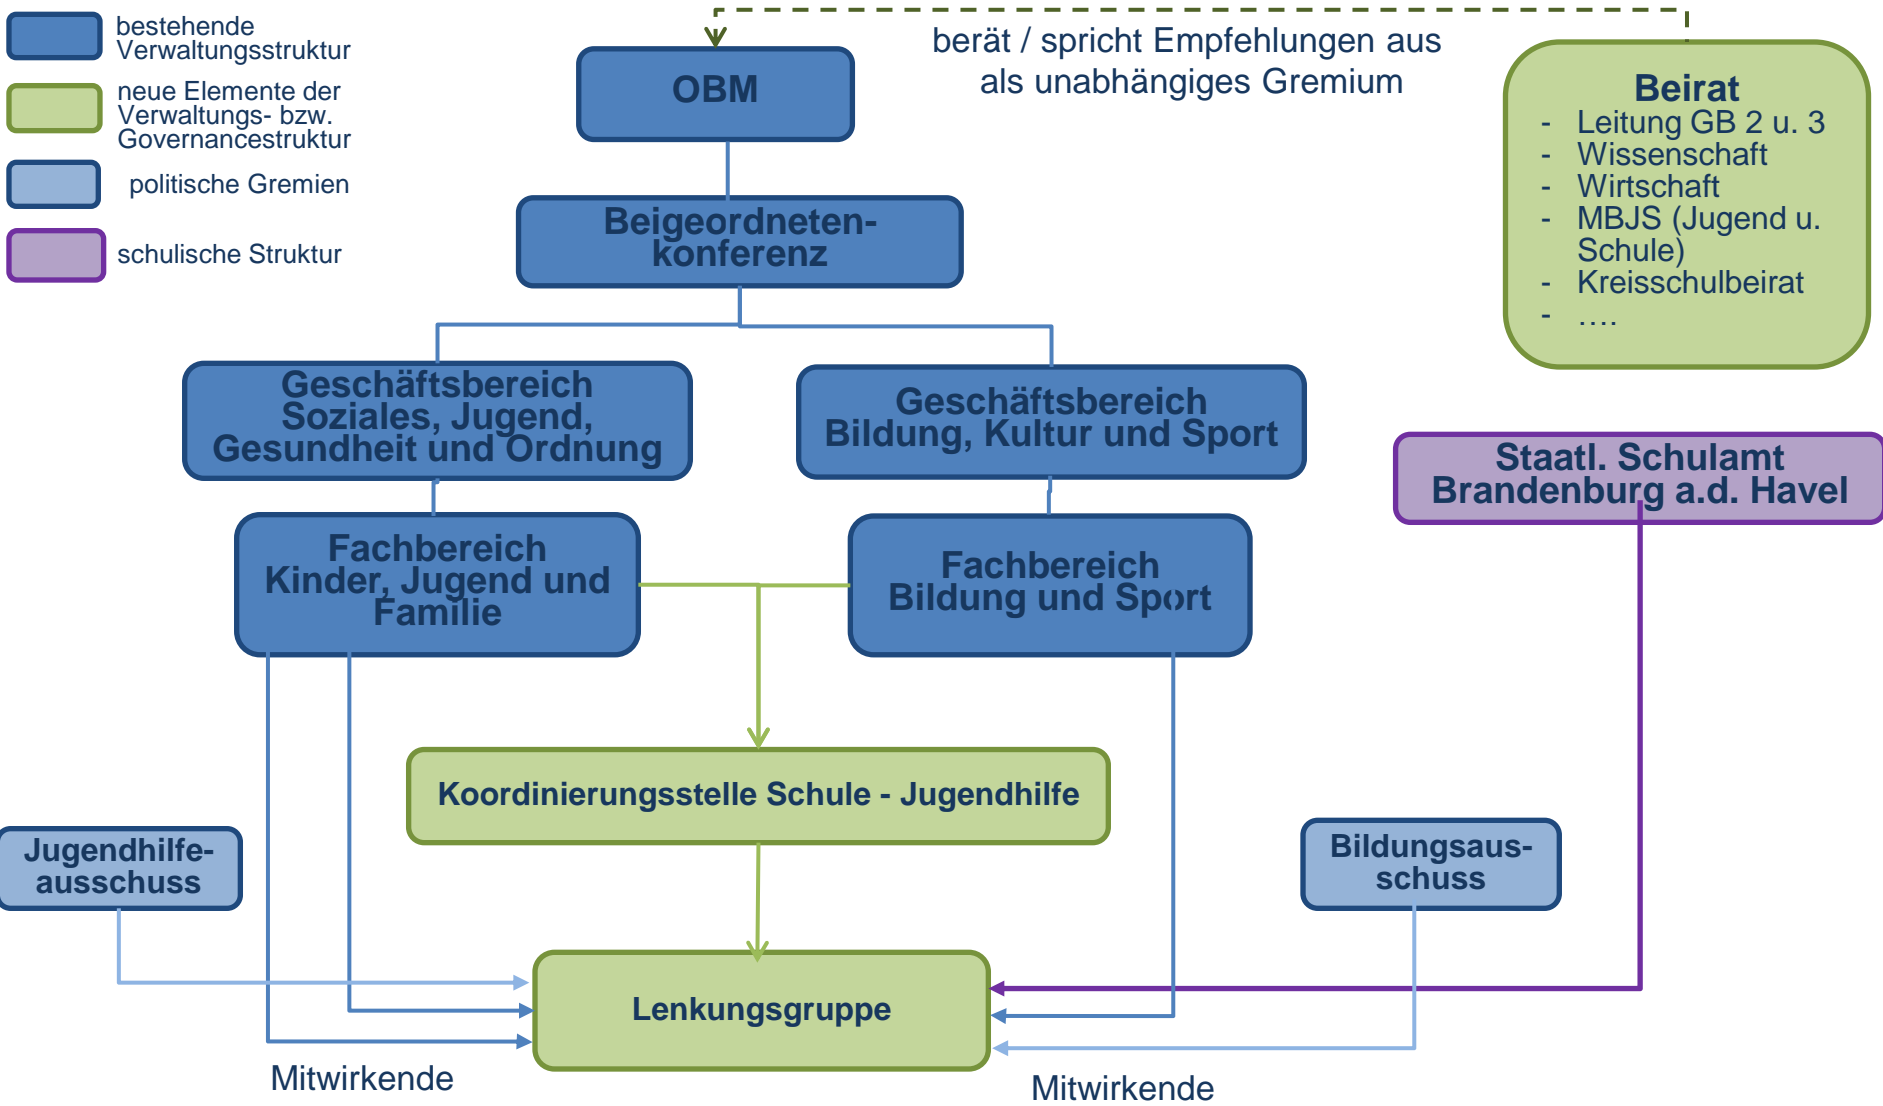 bestehende
Verwaltungsstruktur
neue Elemente der
Verwaltungs- bzw.
Governancestruktur
politische Gremien
schulische Struktur
berät / spricht Empfehlungen aus
als unabhängiges Gremium
OBM
Beirat
- Leitung GB 2 u. 3
- Wissenschaft
- Wirtschaft
- MBJS (Jugend u.
Schule)
- Kreisschulbeirat
- ….
Beigeordneten-
konferenz
Geschäftsbereich
Soziales, Jugend,
Gesundheit und Ordnung
Geschäftsbereich
Bildung, Kultur und Sport
Staatl. Schulamt
Brandenburg a.d. Havel
Fachbereich
Kinder, Jugend und
Familie
Fachbereich
Bildung und Sport
Koordinierungsstelle Schule - Jugendhilfe
Jugendhilfe-
ausschuss
Bildungsaus-
schuss
Lenkungsgruppe
Mitwirkende
Mitwirkende